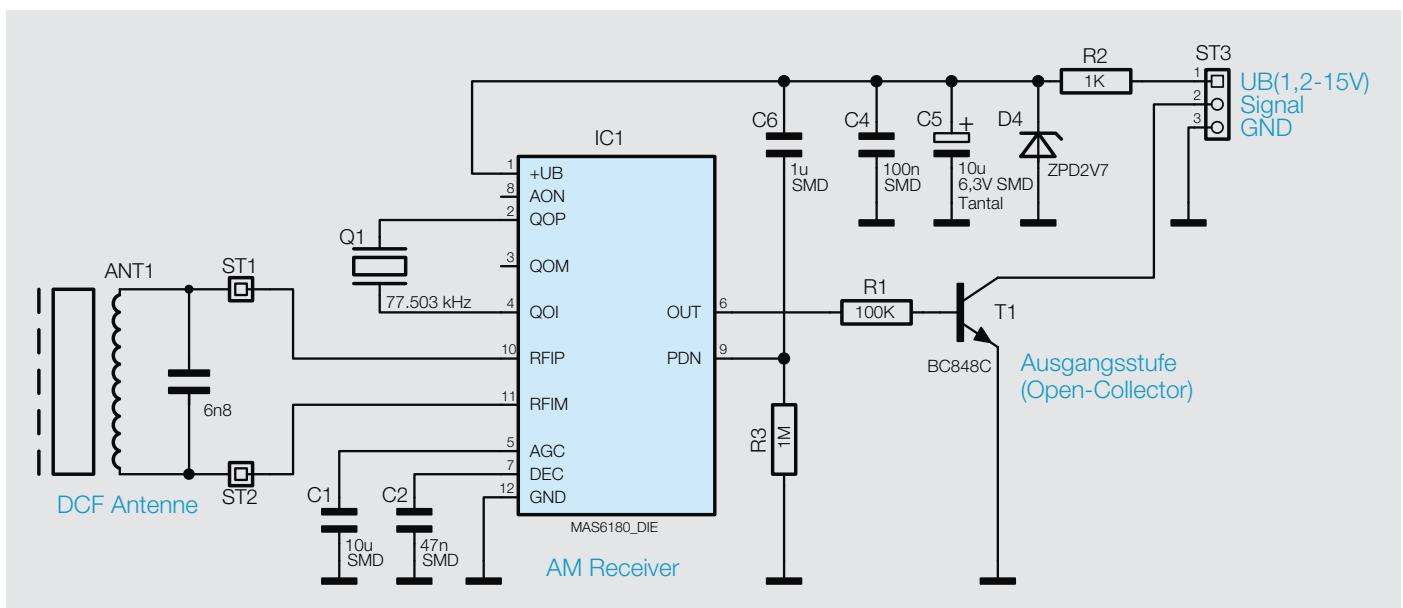 R2
1K
ST3
1
2
3
UB(1,2-15V)
Signal
GND
C6
1u
SMD
C4
100n
SMD
C5
+
10u
6,3V SMD
Tantal
D4
ZPD2V7
IC1
1
+UB
8
AON
2
QOP
3
QOM
4
QOI
10
RFIP
11
RFIM
5
AGC
7
DEC
12
GND
OUT
6
PDN
9
MAS6180_DIE
AM Receiver
Q1
77.503 kHz
ANT1
ST1
6n8
ST2
DCF Antenne
C1
10u
SMD
C2
47n
SMD
R1
100K
R3
1M
T1
BC848C
Ausgangsstufe
(Open-Collector)